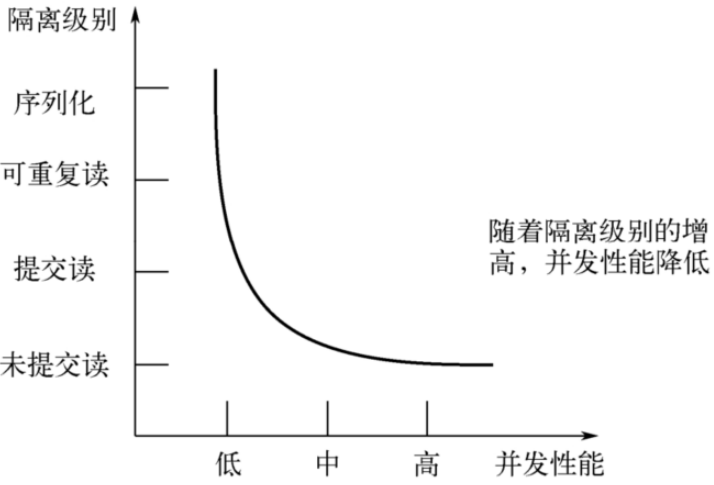 隔离级别
序列化
可重复读
提交读
未提交读
随着隔离级别的增
高，并发性能降低
低 中 高 并发性能